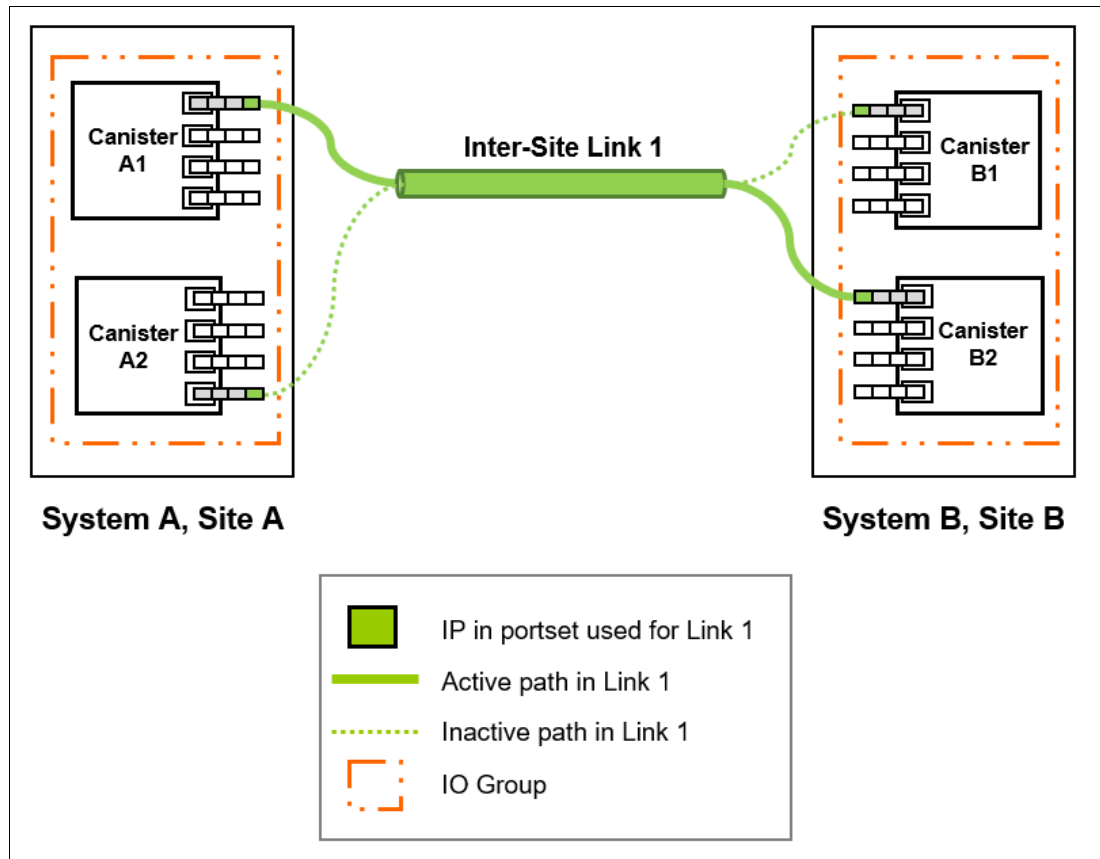 Inter-Site Link 1
Canister
A1
Canister
A2
Canister
B1
Canister
B2
System A, Site A
System B, Site B
IP in portset used for Link 1
Active path in Link 1
Inactive path in Link 1
IO Group